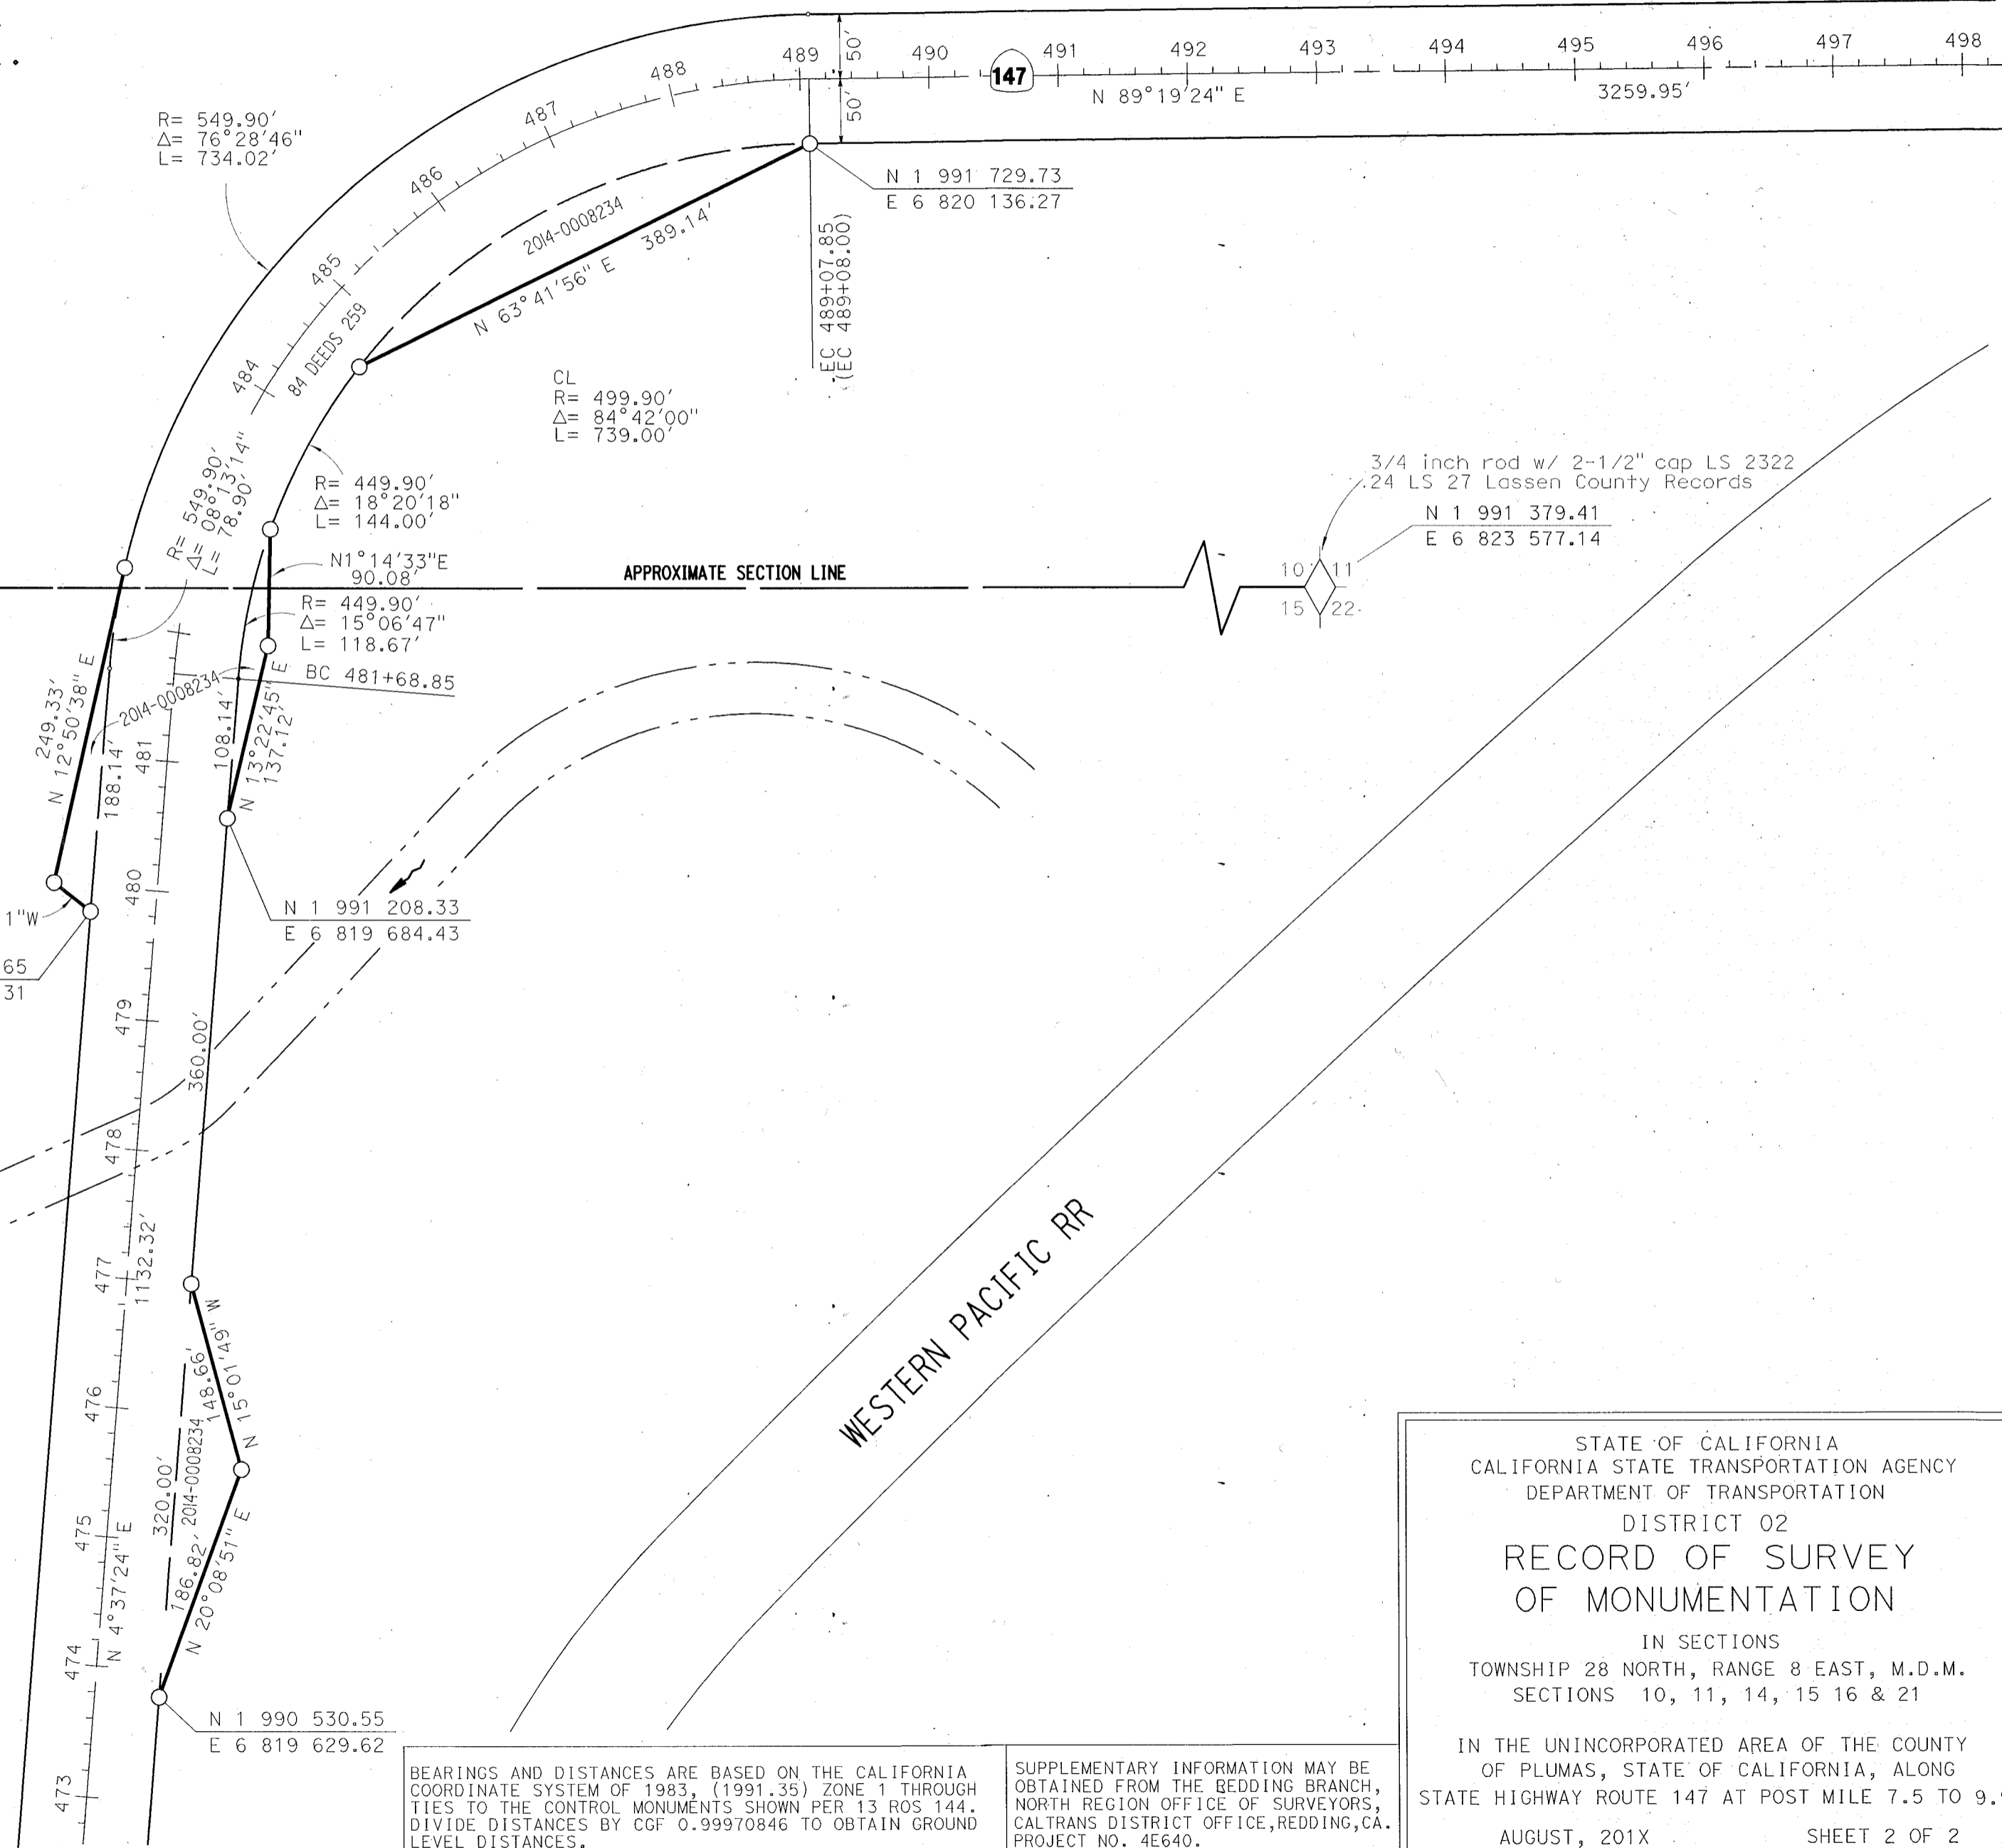 50'
50'
489
490
147
491
492
493
494
495
496
497
498
N 89°19'24" E
3259.95'
488
487
486
485
484
R= 549.90'
Δ= 76°28'46"
L= 734.02'
N 1 991 729.73
E 6 820 136.27
2014-0008234
389.14'
N 63°41'56" E
EC 489+07.85
(EC 489+08.00)
84 DEEDS 259
CL
R= 499.90'
Δ= 84°42'00"
L= 739.00'
R= 549.90'
Δ= 08°13'14"
L= 78.90'
R= 449.90'
Δ= 18°20'18"
L= 144.00'
3/4 inch rod w/ 2-1/2" cap LS 2322
24 LS 27 Lassen County Records
N 1 991 379.41
E 6 823 577.14
N1°14'33"E
90.08'
APPROXIMATE SECTION LINE
10 11
15 22
R= 449.90'
Δ= 15°06'47"
L= 118.67'
BC 481+68.85
249.33'
N 12°50'38" E
2014-0008234
188.14'
481
108.14'
N 13°22'45" E
137.12'
480
1"W
65
31
N 1 991 208.33
E 6 819 684.43
479
360.00'
478
477
1132.32'
N 15°01'49" W
148.66'
476
320.00'
2014-0008234
186.82'
N 20°08'51" E
475
N 4°37'24" E
474
473
WESTERN PACIFIC RR
N 1 990 530.55
E 6 819 629.62
BEARINGS AND DISTANCES ARE BASED ON THE CALIFORNIA
COORDINATE SYSTEM OF 1983, (1991.35) ZONE 1 THROUGH
TIES TO THE CONTROL MONUMENTS SHOWN PER 13 ROS 144.
DIVIDE DISTANCES BY CGF 0.99970846 TO OBTAIN GROUND
LEVEL DISTANCES.
SUPPLEMENTARY INFORMATION MAY BE
OBTAINED FROM THE REDDING BRANCH,
NORTH REGION OFFICE OF SURVEYORS,
CALTRANS DISTRICT OFFICE,REDDING,CA.
PROJECT NO. 4E640.
STATE OF CALIFORNIA
CALIFORNIA STATE TRANSPORTATION AGENCY
DEPARTMENT OF TRANSPORTATION
DISTRICT 02
RECORD OF SURVEY
OF MONUMENTATION
IN SECTIONS
TOWNSHIP 28 NORTH, RANGE 8 EAST, M.D.M.
SECTIONS 10, 11, 14, 15 16 & 21
IN THE UNINCORPORATED AREA OF THE COUNTY
OF PLUMAS, STATE OF CALIFORNIA, ALONG
STATE HIGHWAY ROUTE 147 AT POST MILE 7.5 TO 9.
AUGUST, 201X SHEET 2 OF 2